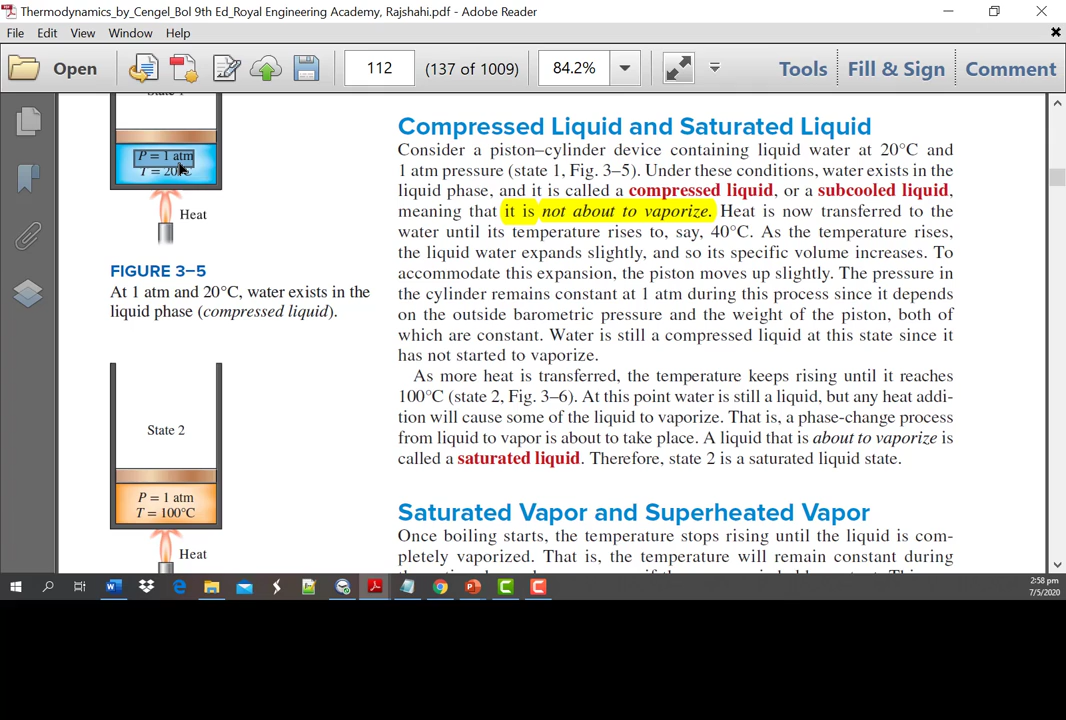 Thermodynamics_by_Cengel_Bol 9th Ed_Royal Engineering Academy, Rajshahi.pdf - Adobe Reader
File Edit View Window Help
Open 112 (137 of 1009) 84.2% Tools Fill & Sign Comment
P = 1 atm
Heat
FIGURE 3–5
At 1 atm and 20°C, water exists in the
liquid phase (compressed liquid).
State 2
P = 1 atm
T = 100°C
Heat
Compressed Liquid and Saturated Liquid
Consider a piston–cylinder device containing liquid water at 20°C and
1 atm pressure (state 1, Fig. 3–5). Under these conditions, water exists in the
liquid phase, and it is called a compressed liquid, or a subcooled liquid,
meaning that it is not about to vaporize. Heat is now transferred to the
water until its temperature rises to, say, 40°C. As the temperature rises,
the liquid water expands slightly, and so its specific volume increases. To
accommodate this expansion, the piston moves up slightly. The pressure in
the cylinder remains constant at 1 atm during this process since it depends
on the outside barometric pressure and the weight of the piston, both of
which are constant. Water is still a compressed liquid at this state since it
has not started to vaporize.
As more heat is transferred, the temperature keeps rising until it reaches
100°C (state 2, Fig. 3–6). At this point water is still a liquid, but any heat addi-
tion will cause some of the liquid to vaporize. That is, a phase-change process
from liquid to vapor is about to take place. A liquid that is about to vaporize is
called a saturated liquid. Therefore, state 2 is a saturated liquid state.
Saturated Vapor and Superheated Vapor
Once boiling starts, the temperature stops rising until the liquid is com-
pletely vaporized. That is, the temperature will remain constant during
2:58 pm
7/5/2020